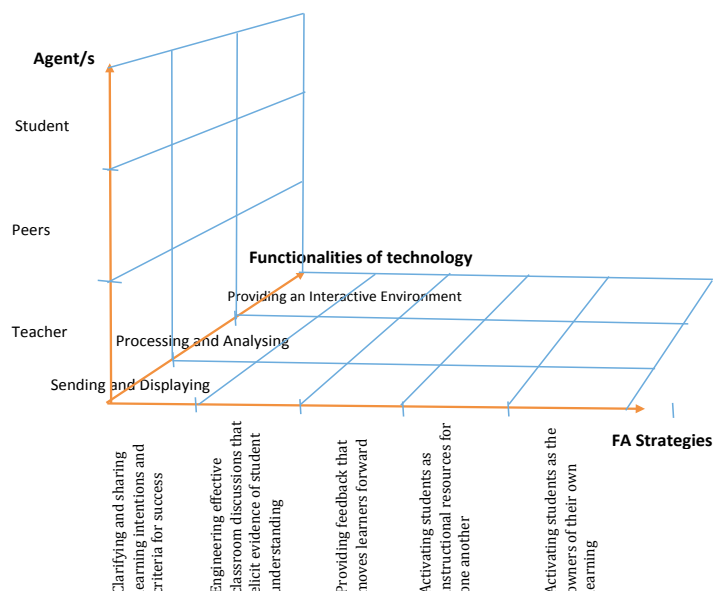 Agent/s
Student
Peers
Functionalities of technology
Providing an Interactive Environment
Teacher
Processing and Analysing
Sending and Displaying
FA Strategies
Clarifying and sharing
earning intentions and
criteria for success
Engineering effective
classroom discussions that
elicit evidence of student
understanding
Providing feedback that
moves learners forward
Activating students as
nstructional resources for
one another
Activating students as the
owners of their own
earning